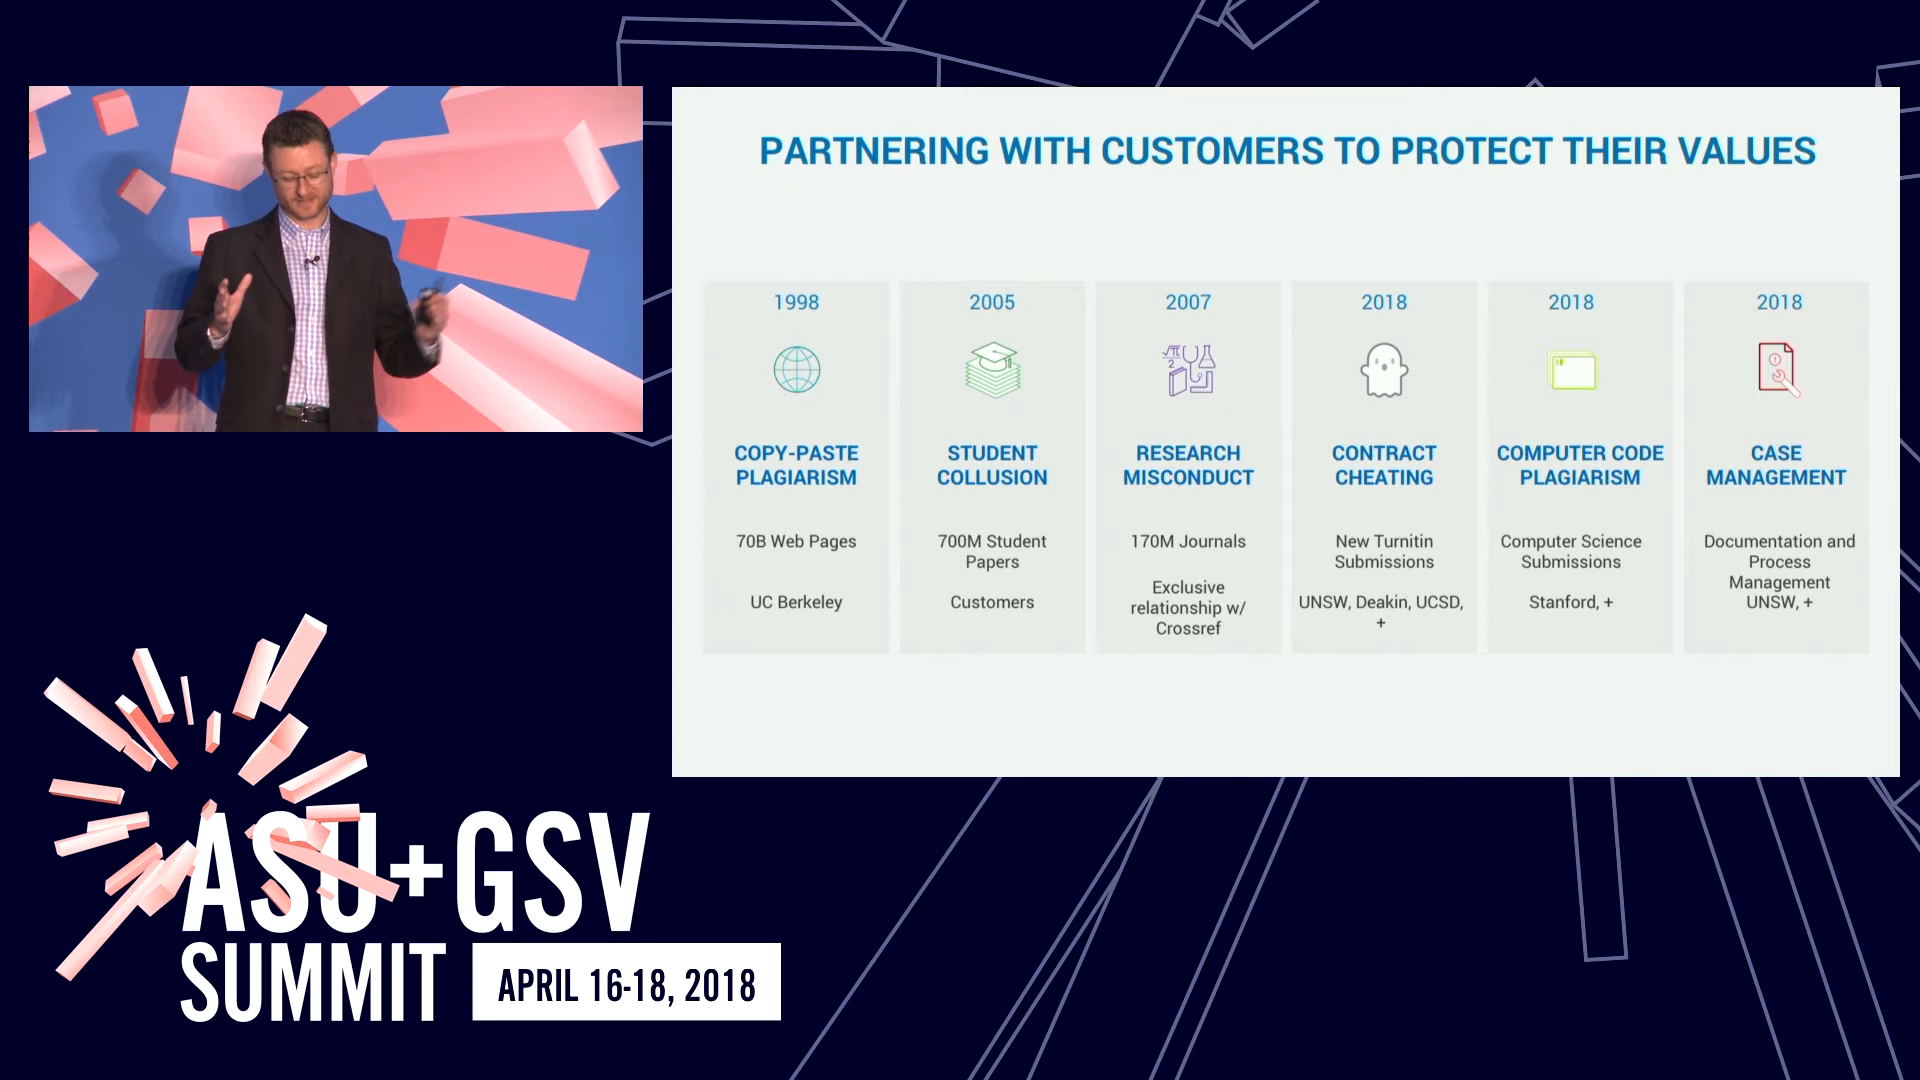 PARTNERING WITH CUSTOMERS TO PROTECT THEIR VALUES
1998
COPY-PASTE
PLAGIARISM
70B Web Pages
UC Berkeley
2005
STUDENT
COLLUSION
700M Student
Papers
Customers
2007
RESEARCH
MISCONDUCT
170M Journals
Exclusive
relationship w/
Crossref
2018
CONTRACT
CHEATING
New Turnitin
Submissions
UNSW, Deakin, UCSD,
+
2018
COMPUTER CODE
PLAGIARISM
Computer Science
Submissions
Stanford, +
2018
CASE
MANAGEMENT
Documentation and
Process
Management
UNSW, +
ASU+GSV
SUMMIT
APRIL 16-18, 2018